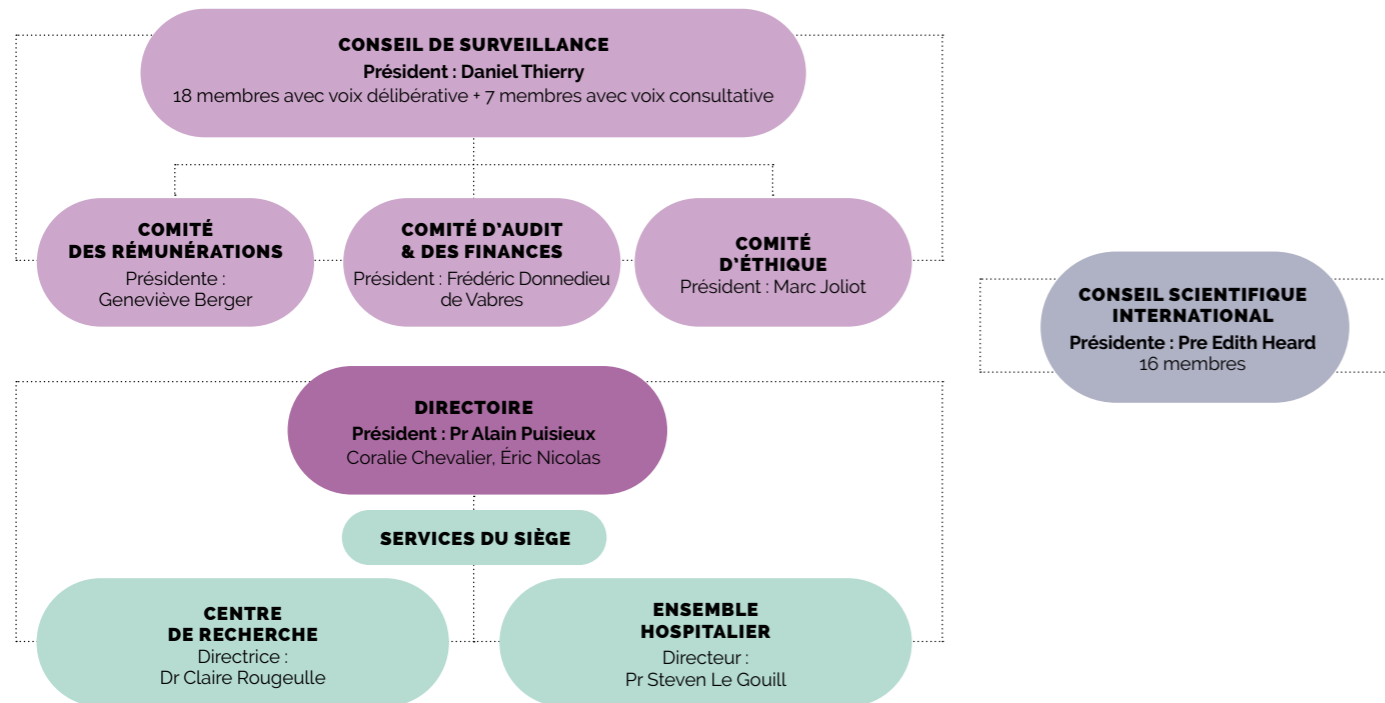 CONSEIL DE SURVEILLANCE
Président : Daniel Thierry
18 membres avec voix délibérative + 7 membres avec voix consultative
COMITÉ
DES RÉMUNÉRATIONS
Présidente :
Geneviève Berger
COMITÉ D'AUDIT
& DES FINANCES
Président : Frédéric Donnedieu
de Vabres
COMITÉ
D'ÉTHIQUE
Président : Marc Joliot
CONSEIL SCIENTIFIQUE
INTERNATIONAL
Présidente : Pre Edith Heard
16 membres
DIRECTOIRE
Président : Pr Alain Puisieux
Coralie Chevalier, Éric Nicolas
SERVICES DU SIÈGE
CENTRE
DE RECHERCHE
Directrice :
Dr Claire Rougeulle
ENSEMBLE
HOSPITALIER
Directeur :
Pr Steven Le Gouill